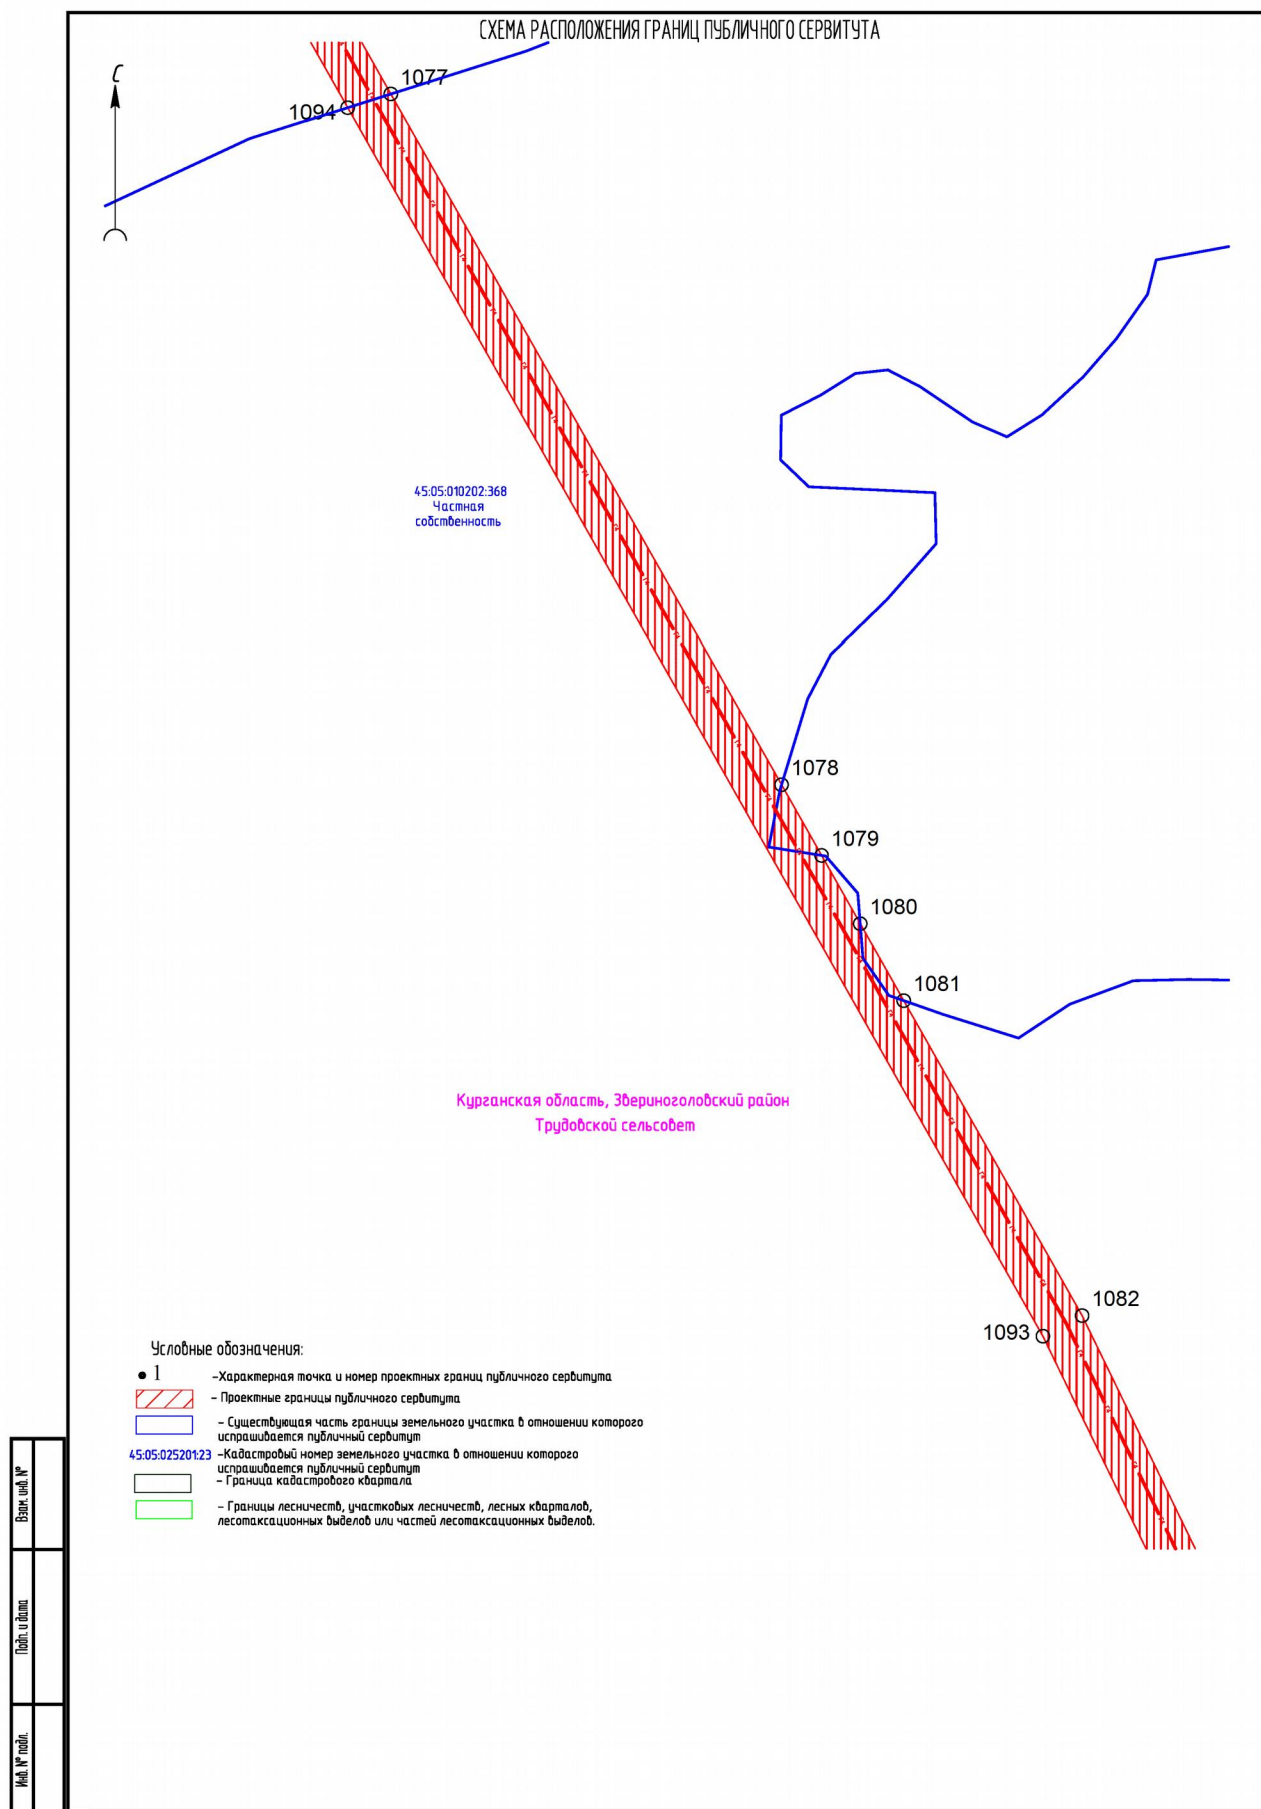 СХЕМА РАСПОЛОЖЕНИЯ ГРАНИЦ ПУБЛИЧНОГО СЕРВИТУТА
С
1077
1094
45:05:010202:368
Частная
собственность
1078
1079
1080
1081
Курганская область, Звериноголовский район
Трудовской сельсовет
1082
1093
Условные обозначения:
1 -Характерная точка и номер проектных границ публичного сервитута
- Проектные границы публичного сервитута
- Существующая часть границы земельного участка в отношении которого
испрашивается публичный сервитут
45:05:025201:23 -Кадастровый номер земельного участка в отношении которого
испрашивается публичный сервитут
- Граница кадастрового квартала
- Границы лесничеств, участковых лесничеств, лесных кварталов,
лесотаксационных выделов или частей лесотаксационных выделов.
Взам. инв. №
Подп. и дата
Инв. № подл.